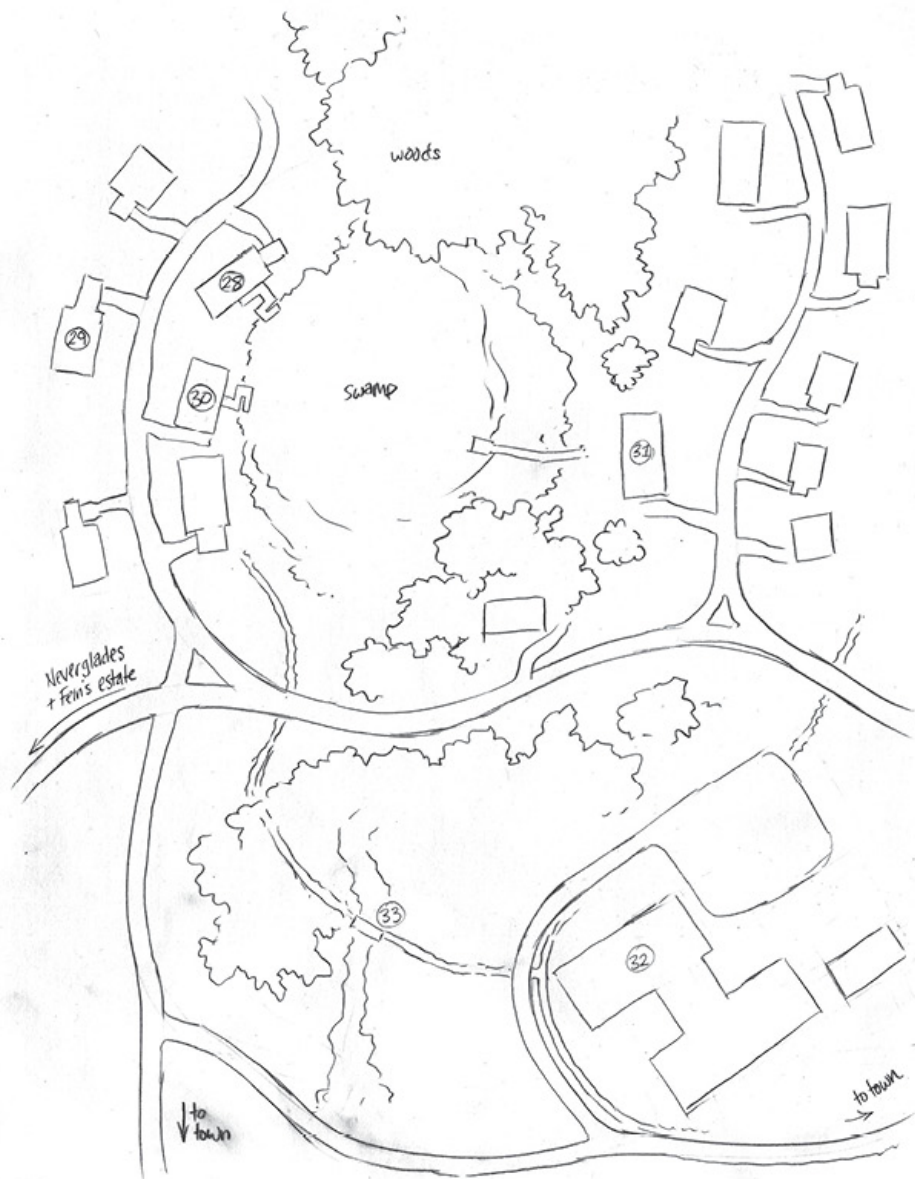 woods
28
29
swamp
30
31
Neverglades
+ Fern's estate
33
32
to town
to
town